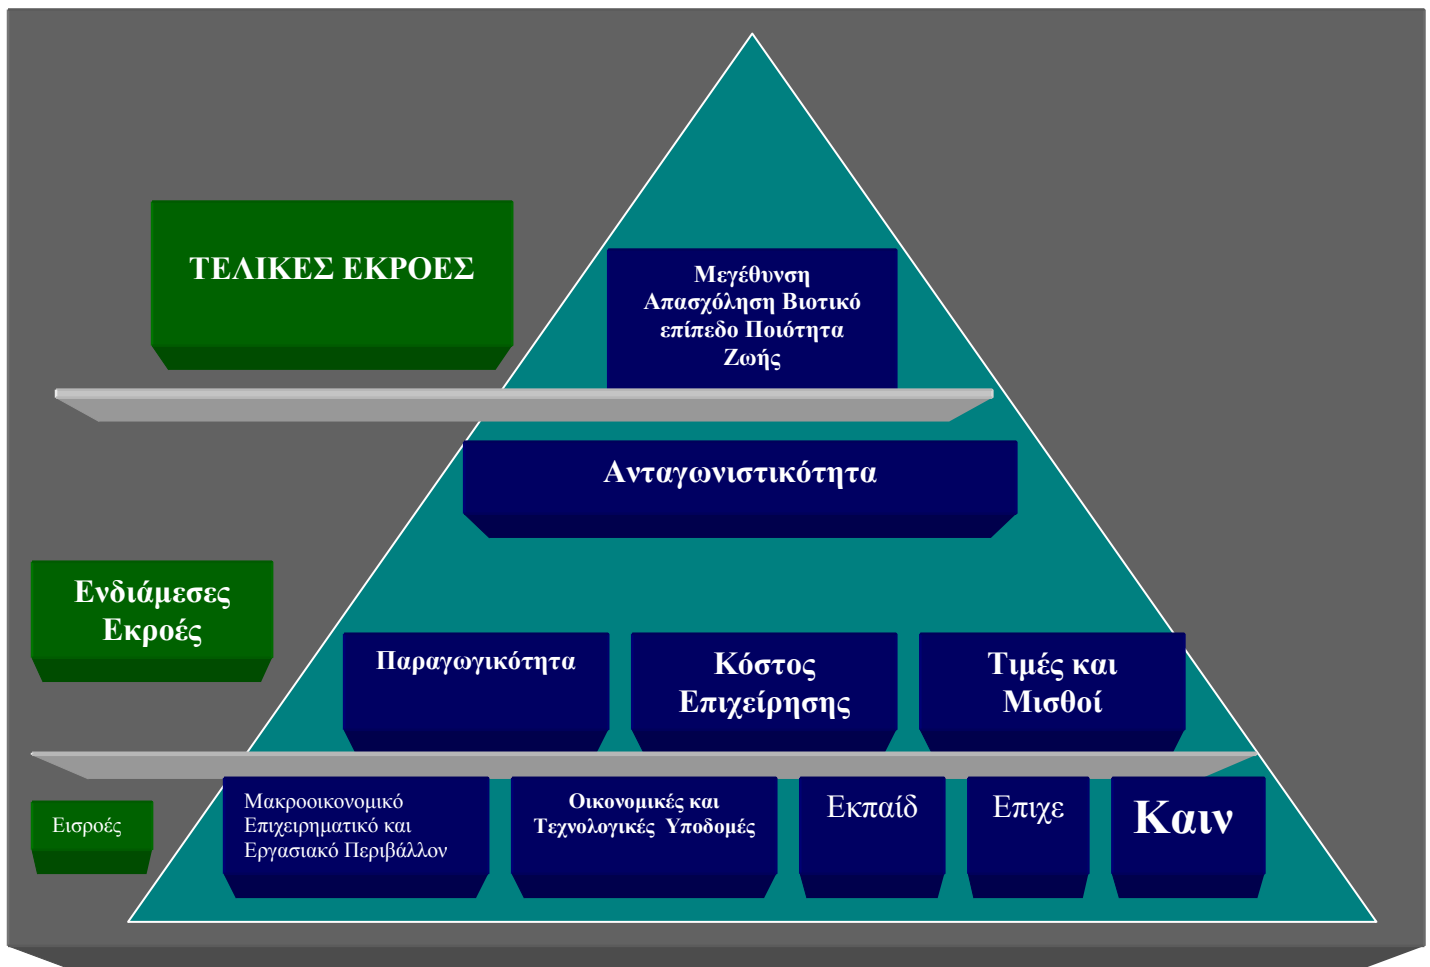 ΤΕΛΙΚΕΣ ΕΚΡΟΕΣ
Μεγέθυνση
Απασχόληση Βιοτικό
επίπεδο Ποιότητα
Ζωής
Ανταγωνιστικότητα
Ενδιάμεσες
Εκροές
Παραγωγικότητα
Κόστος
Επιχείρησης
Τιμές και
Μισθοί
Εισροές
Μακροοικονομικό
Επιχειρηματικό και
Εργασιακό Περιβάλλον
Οικονομικές και
Τεχνολογικές Υποδομές
Εκπαίδ
Επιχε
Καιν